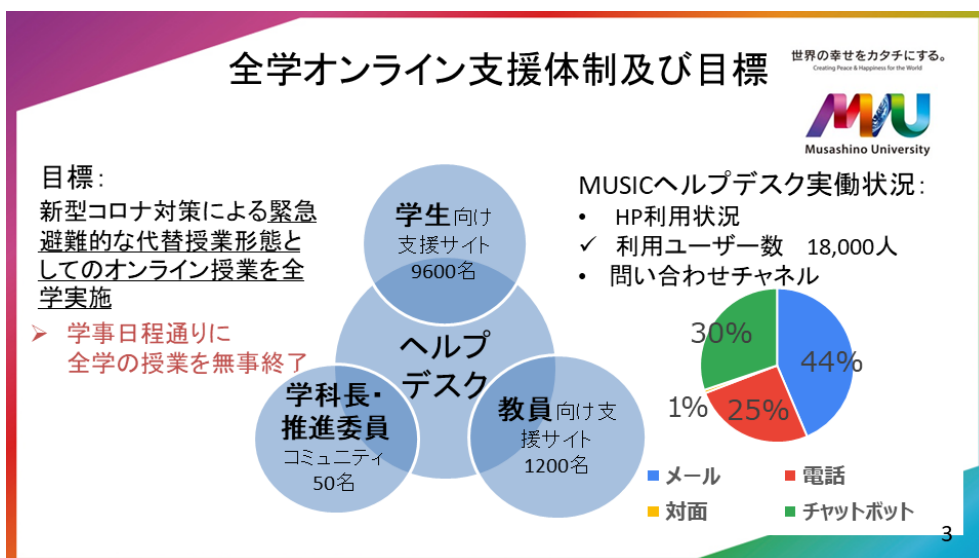 全学オンライン支援体制及び目標
世界の幸せをカタチにする。
Creating Peace & Happiness for the World
MU
Musashino University
目標：
新型コロナ対策による緊急
避難的な代替授業形態と
してのオンライン授業を全
学実施
➢ 学事日程通りに
全学の授業を無事終了
学生向け
支援サイト
9600名
ヘルプ
デスク
学科長・
推進委員
コミュニティ
50名
教員向け支
援サイト
1200名
MUSICヘルプデスク実働状況：
• HP利用状況
✓ 利用ユーザー数 18,000人
• 問い合わせチャネル
30%
44%
1%
25%
メール
電話
対面
チャットボット
3